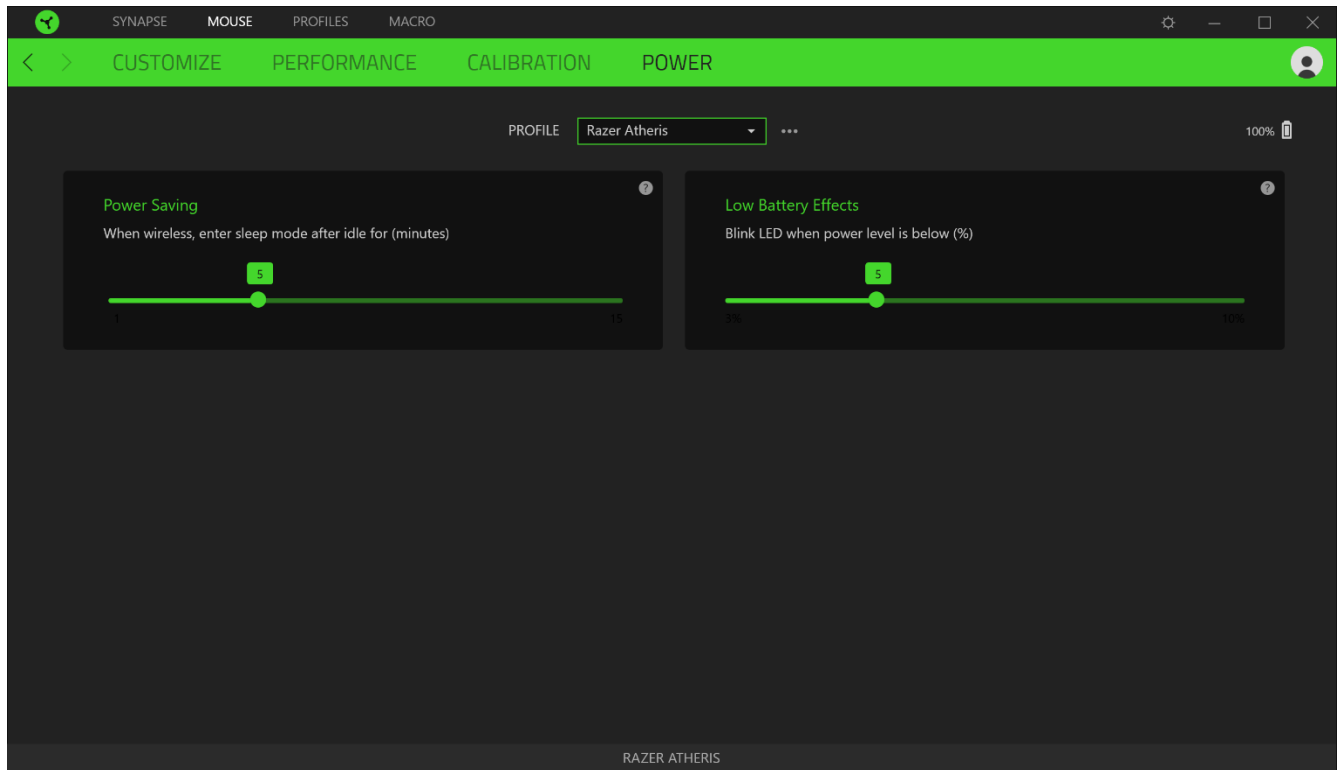 SYNAPSE MOUSE PROFILES MACRO
CUSTOMIZE PERFORMANCE CALIBRATION POWER
PROFILE Razer Atheris 100%
Power Saving
When wireless, enter sleep mode after idle for (minutes)
5
1 15
Low Battery Effects
Blink LED when power level is below (%)
5
3% 10%
RAZER ATHERIS